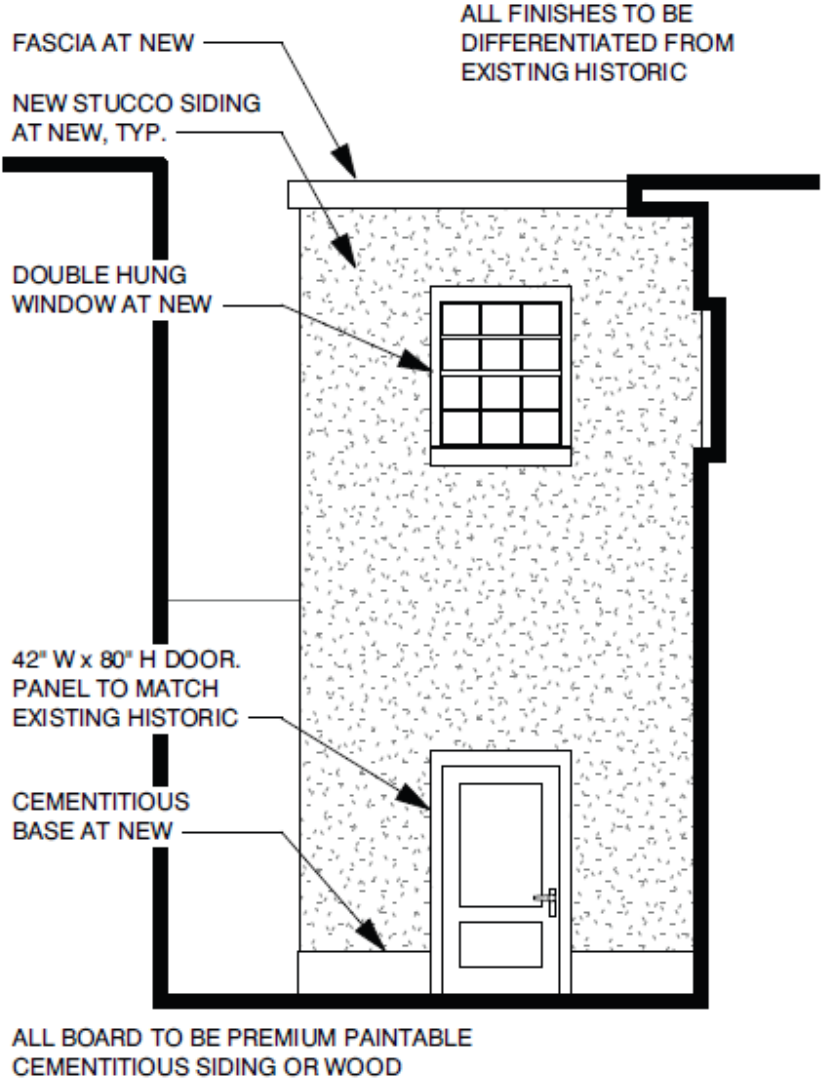 ALL FINISHES TO BE
DIFFERENTIATED FROM
EXISTING HISTORIC
FASCIA AT NEW
NEW STUCCO SIDING
AT NEW, TYP.
DOUBLE HUNG
WINDOW AT NEW
42" W x 80" H DOOR.
PANEL TO MATCH
EXISTING HISTORIC
CEMENTITIOUS
BASE AT NEW
ALL BOARD TO BE PREMIUM PAINTABLE
CEMENTITIOUS SIDING OR WOOD